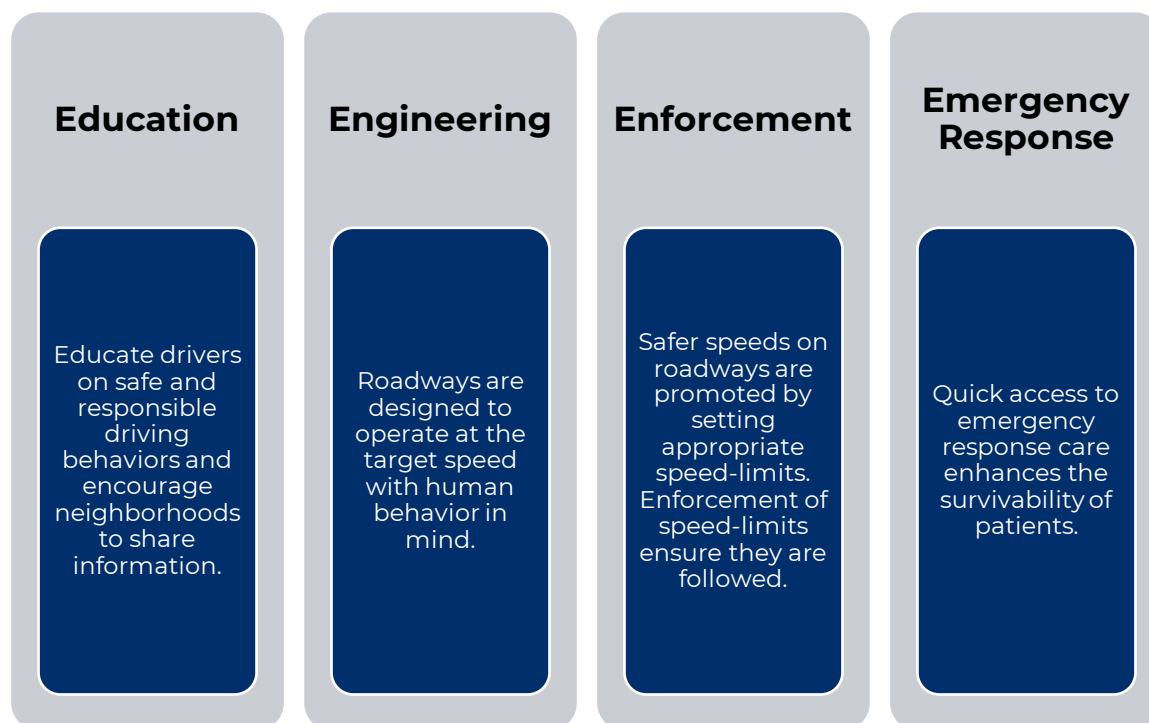 Education
Educate drivers
on safe and
responsible
driving
behaviors and
encourage
neighborhoods
to share
information.
Engineering
Roadways are
designed to
operate at the
target speed
with human
behavior in
mind.
Enforcement
Safer speeds on
roadways are
promoted by
setting
appropriate
speed-limits.
Enforcement of
speed-limits
ensure they are
followed.
Emergency
Response
Quick access to
emergency
response care
enhances the
survivability of
patients.